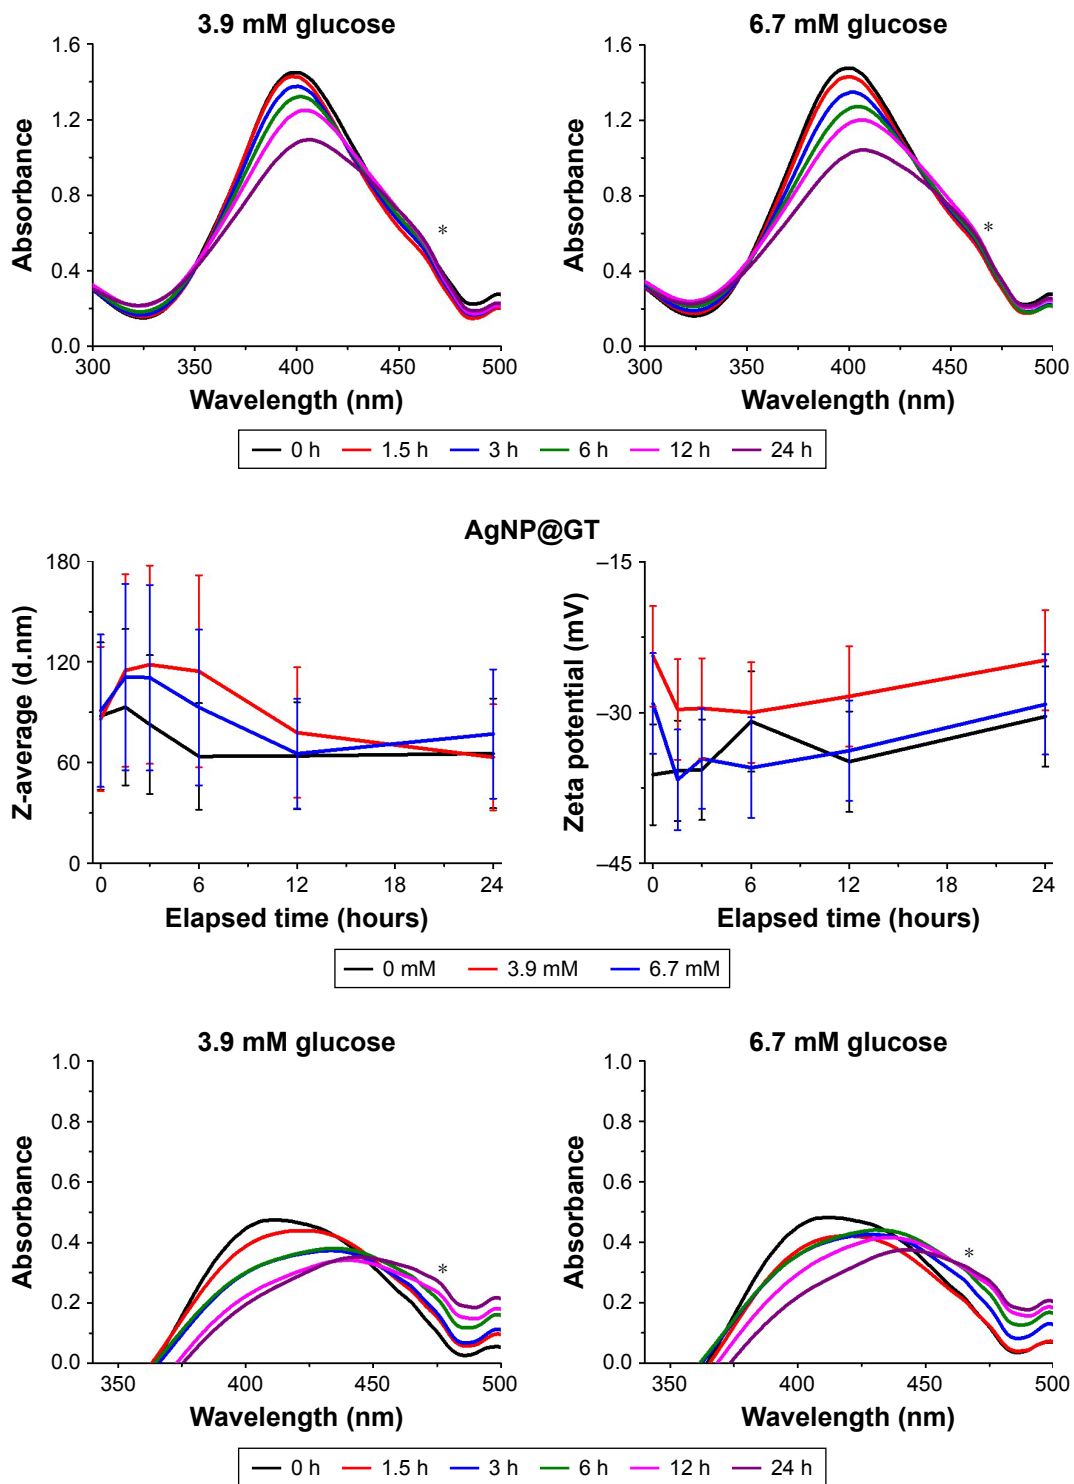 3.9 mM glucose
6.7 mM glucose
Absorbance
1.6
1.2
0.8
0.4
0.0
300
350
400
450
500
*
Wavelength (nm)
Absorbance
1.6
1.2
0.8
0.4
0.0
300
350
400
450
500
*
Wavelength (nm)
0 h 1.5 h 3 h 6 h 12 h 24 h
AgNP@GT
Z-average (d.nm)
180
120
60
0
0 6 12 18 24
Elapsed time (hours)
Zeta potential (mV)
–15
–30
–45
0 6 12 18 24
Elapsed time (hours)
0 mM 3.9 mM 6.7 mM
3.9 mM glucose
6.7 mM glucose
Absorbance
1.0
0.8
0.6
0.4
0.2
0.0
350 400 450 500
*
Wavelength (nm)
Absorbance
1.0
0.8
0.6
0.4
0.2
0.0
350 400 450 500
*
Wavelength (nm)
0 h 1.5 h 3 h 6 h 12 h 24 h